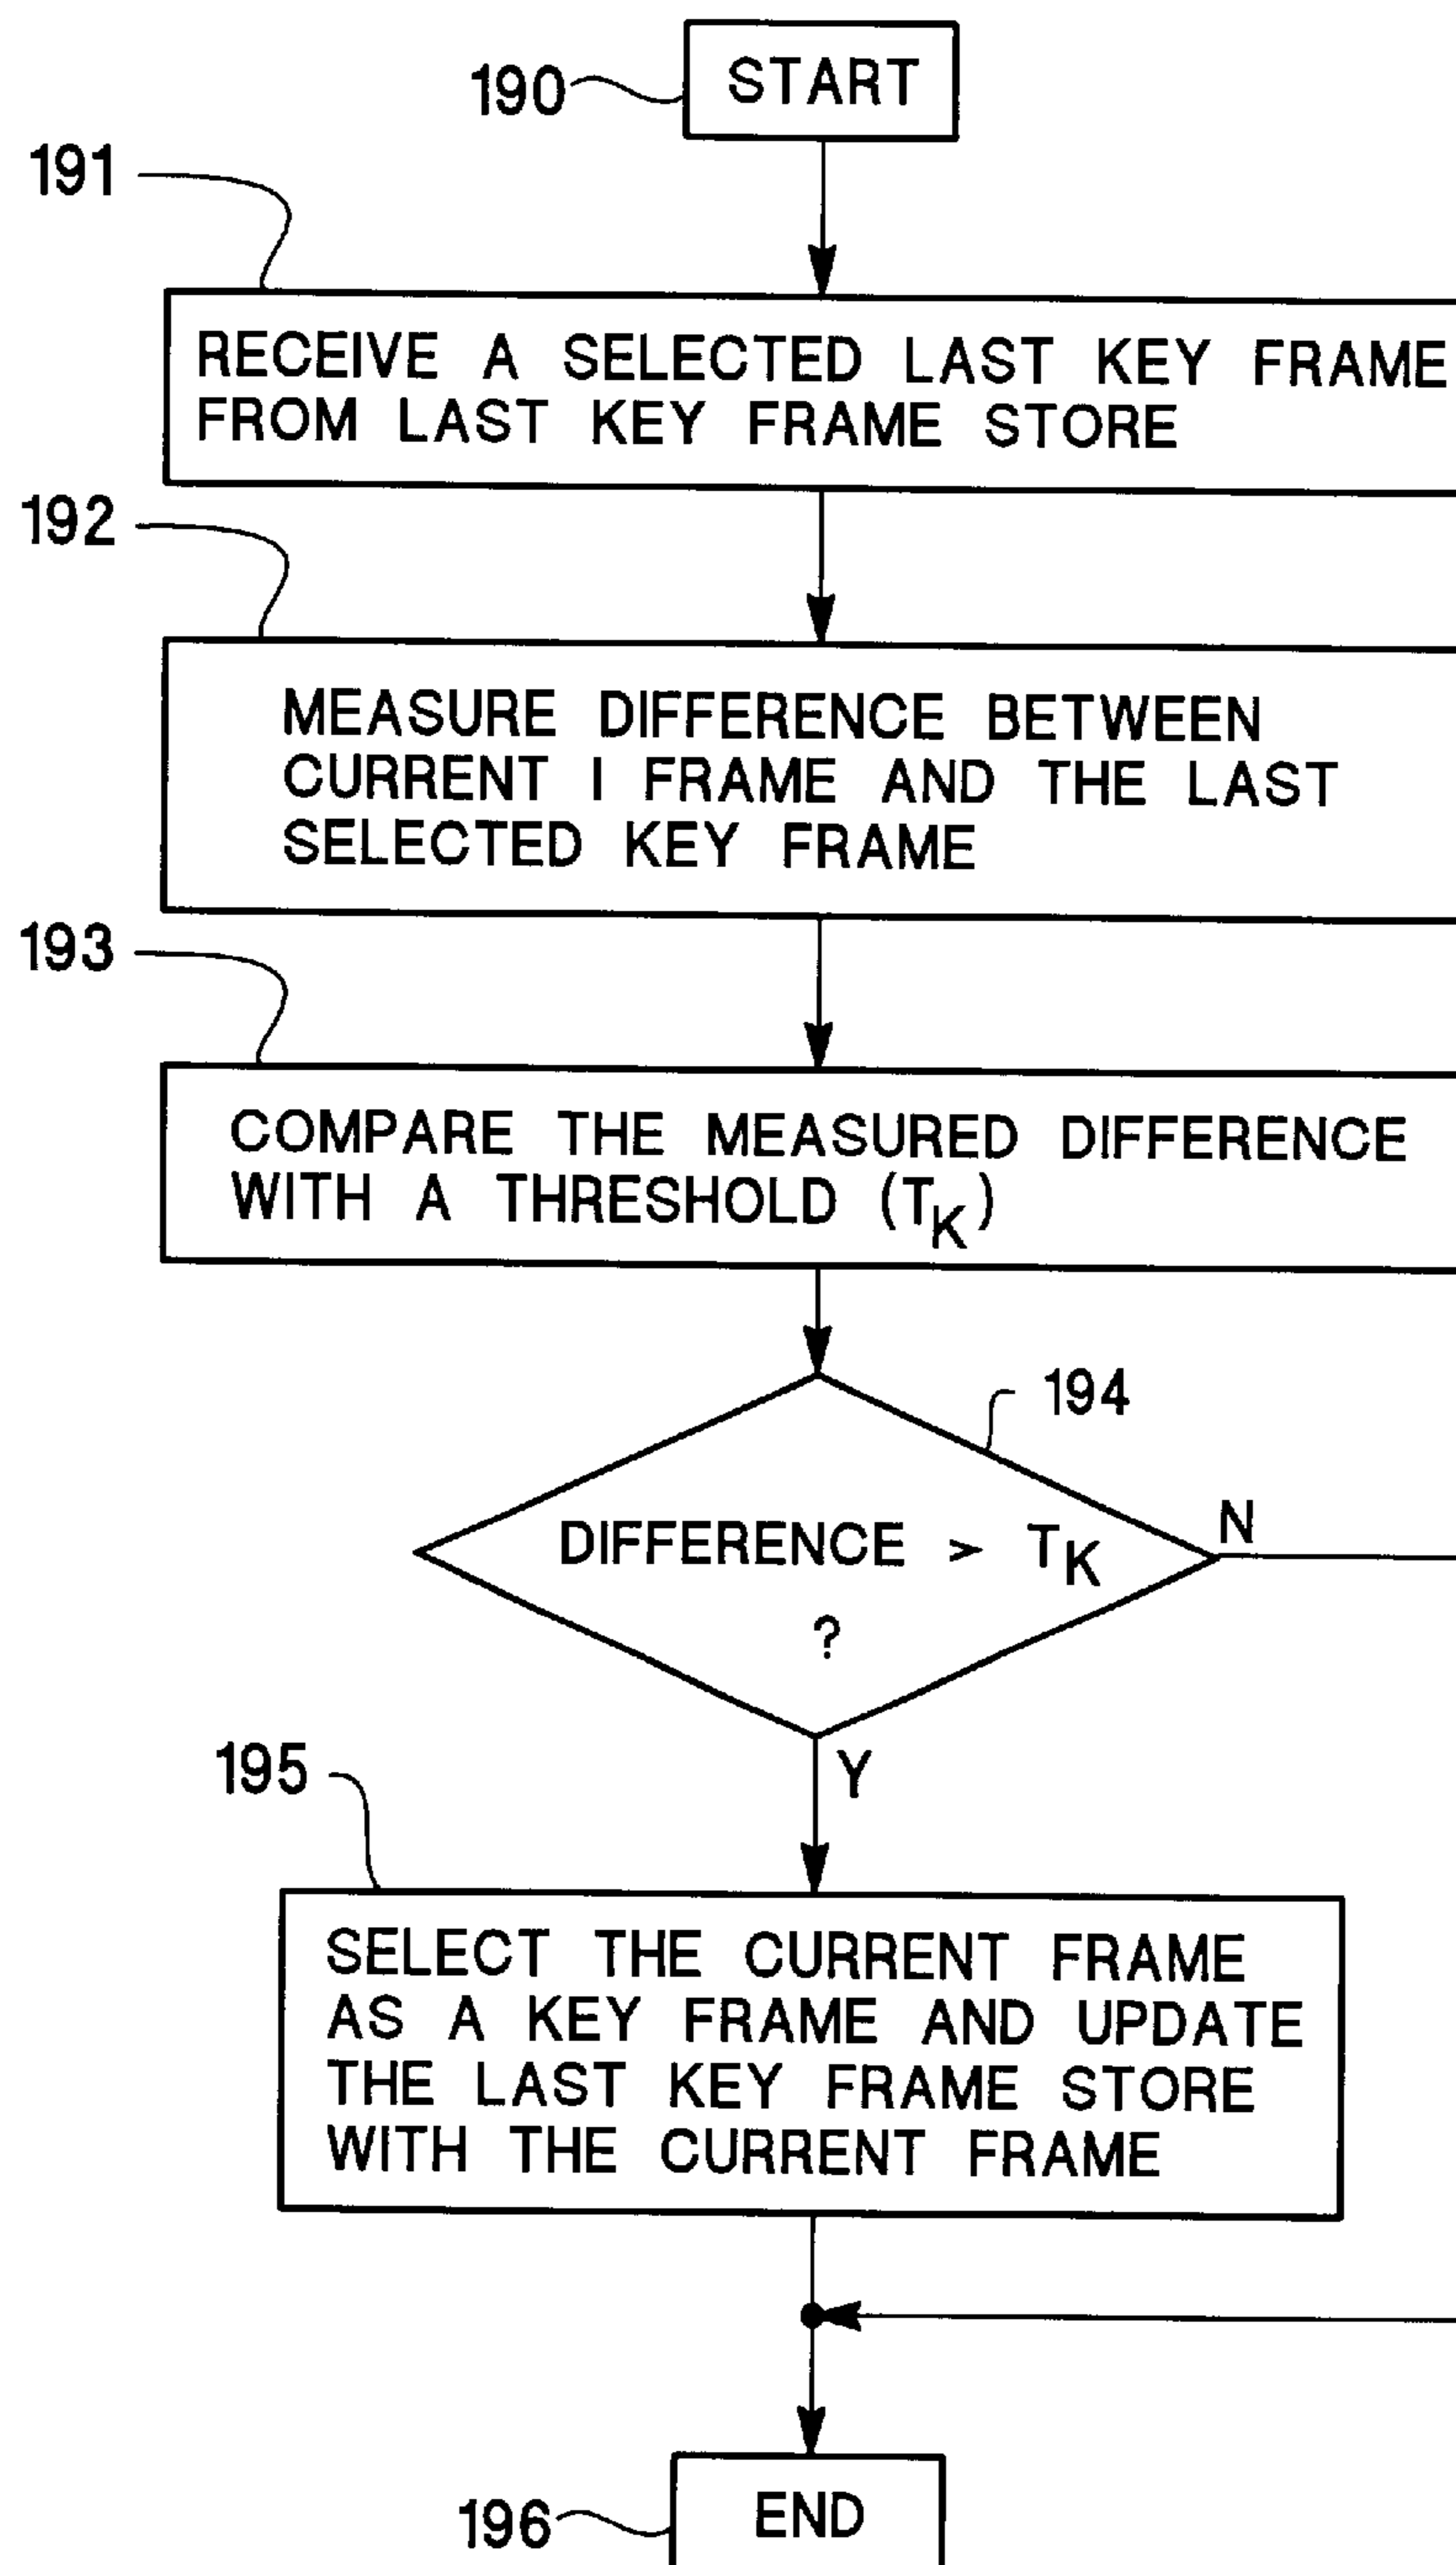 190
START
191
RECEIVE A SELECTED LAST KEY FRAME
FROM LAST KEY FRAME STORE
192
MEASURE DIFFERENCE BETWEEN
CURRENT I FRAME AND THE LAST
SELECTED KEY FRAME
193
COMPARE THE MEASURED DIFFERENCE
WITH A THRESHOLD (TK)
194
DIFFERENCE > TK
?
N
Y
195
SELECT THE CURRENT FRAME
AS A KEY FRAME AND UPDATE
THE LAST KEY FRAME STORE
WITH THE CURRENT FRAME
196
END